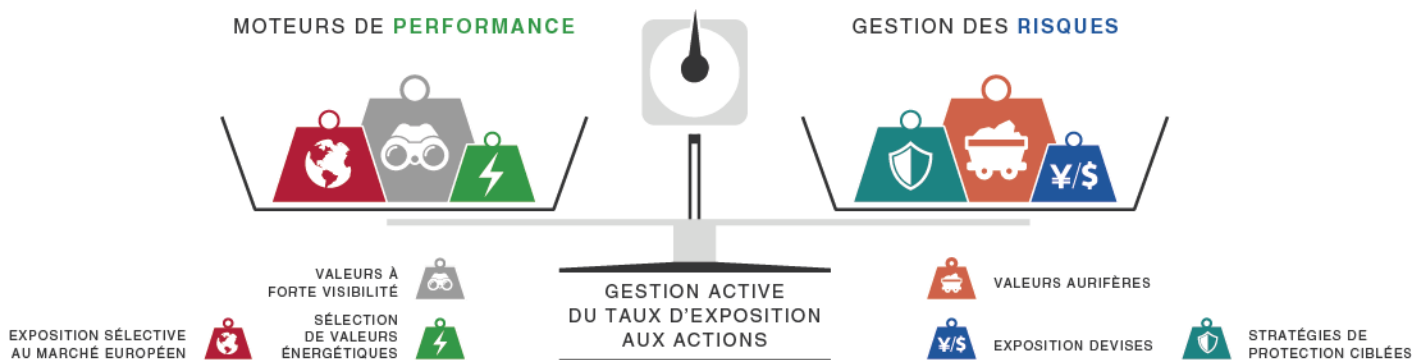 MOTEURS DE PERFORMANCE
GESTION DES RISQUES
¥/$
VALEURS À
FORTE VISIBILITÉ
EXPOSITION SÉLECTIVE
AU MARCHÉ EUROPÉEN
SÉLECTION
DE VALEURS
ÉNERGÉTIQUES
GESTION ACTIVE
DU TAUX D'EXPOSITION
AUX ACTIONS
VALEURS AURIFÈRES
¥/$
EXPOSITION DEVISES
STRATÉGIES DE
PROTECTION CIBLÉES